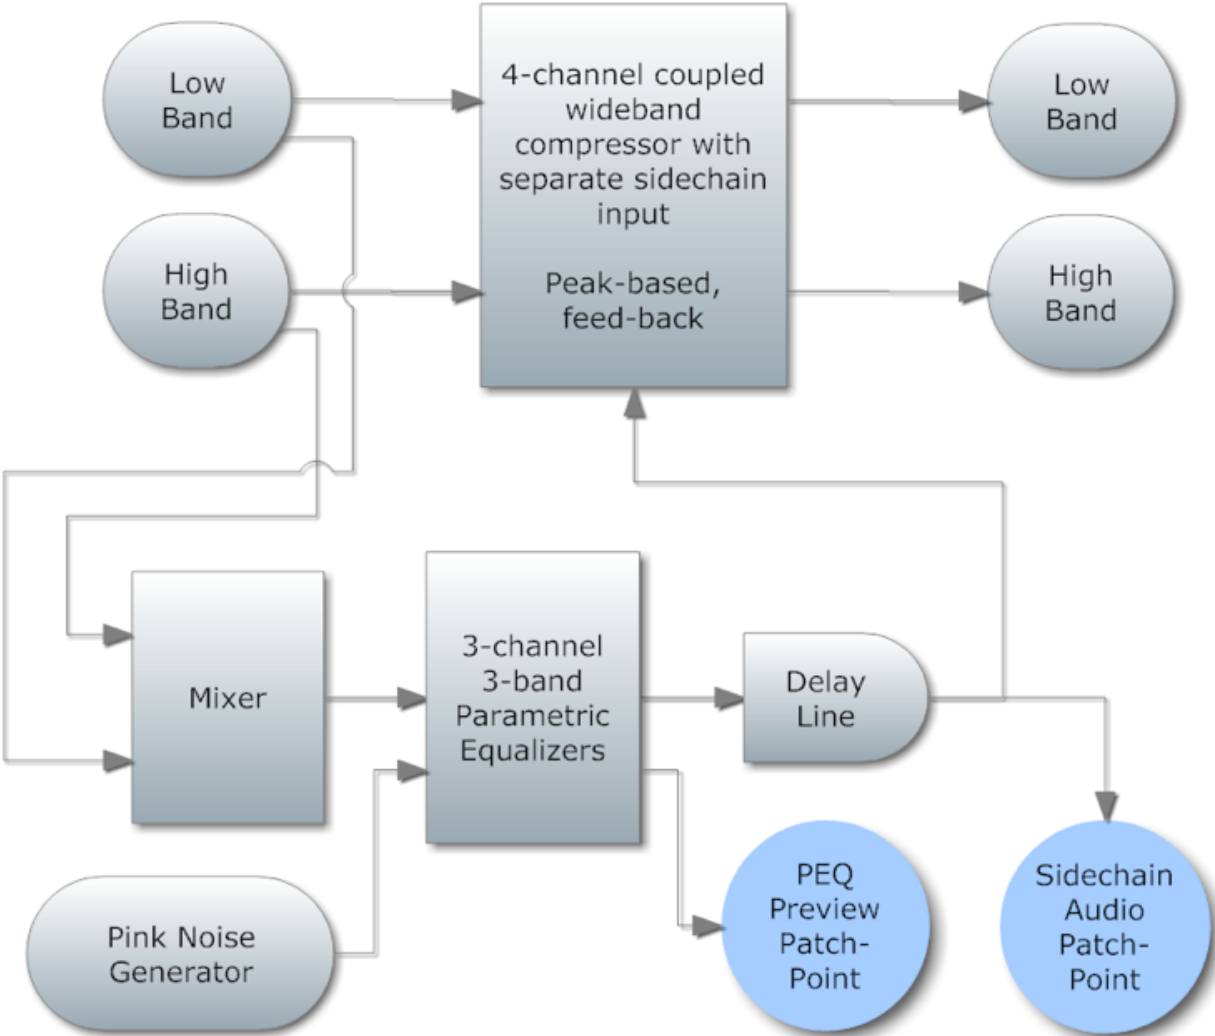 Low
Band
4-channel coupled
wideband
compressor with
separate sidechain
input
Peak-based,
feed-back
Low
Band
High
Band
High
Band
Mixer
3-channel
3-band
Parametric
Equalizers
Delay
Line
Pink Noise
Generator
PEQ
Preview
Patch-
Point
Sidechain
Audio
Patch-
Point